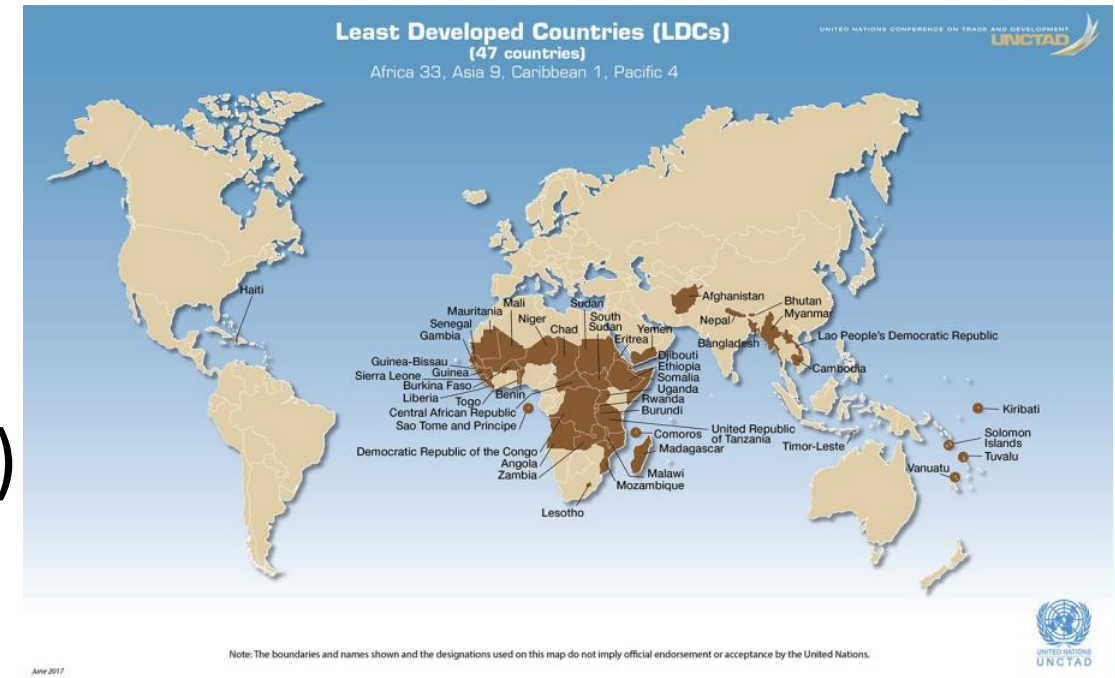 Least Developed Countries (LDCs)
(47 countries)
Africa 33, Asia 9, Caribbean 1, Pacific 4
UNITED NATIONS CONFERENCE ON TRADE AND DEVELOPMENT
UNCTAD
Haiti
Mali
Mauritania
Niger
Senegal
Gambia
Chad
Sudan
South
Sudan
Eritrea
Yemen
Afghanistan
Nepal
Bhutan
Myanmar
Bangladesh
Lao People's Democratic Republic
Cambodia
Guinea-Bissau
Guinea
Sierra Leone
Burkina Faso
Liberia
Togo
Benin
Central African Republic
Sao Tome and Principe
Democratic Republic of the Congo
Angola
Zambia
Lesotho
Djibouti
Ethiopia
Somalia
Uganda
Rwanda
Burundi
United Republic
of Tanzania
Comoros
Madagascar
Malawi
Mozambique
Timor-Leste
Kiribati
Solomon
Islands
Tuvalu
Vanuatu
)
Note: The boundaries and names shown and the designations used on this map do not imply official endorsement or acceptance by the United Nations.
June 2017
UNITED NATIONS
UNCTAD